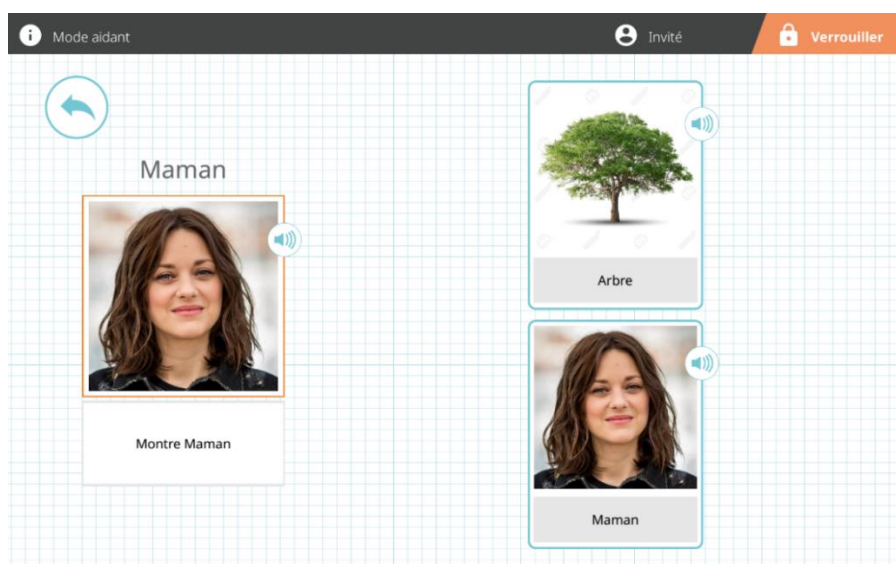 Mode aidant
Invité
Verrouiller
Maman
Montre Maman
Arbre
Maman